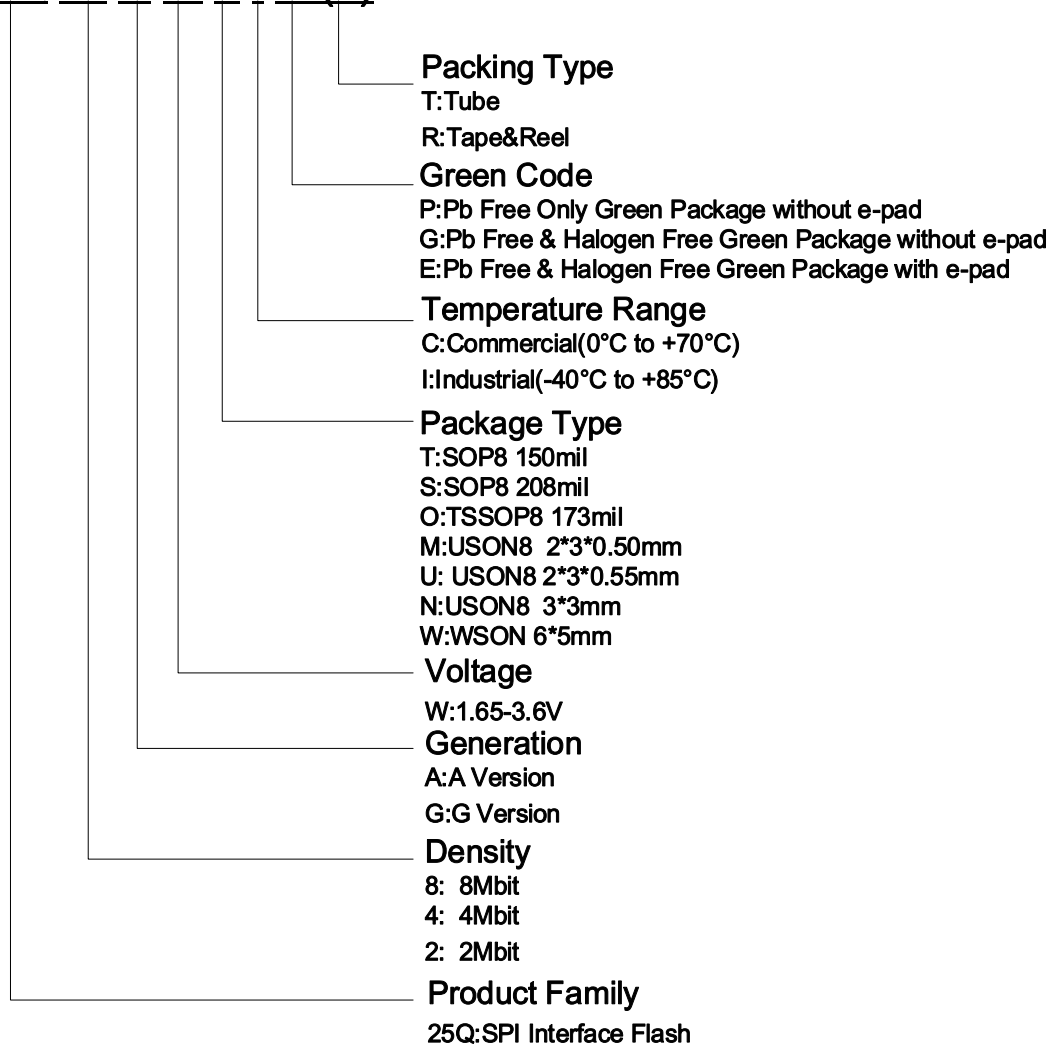 Packing Type
T:Tube
R:Tape&Reel
Green Code
P:Pb Free Only Green Package without e-pad
G:Pb Free & Halogen Free Green Package without e-pad
E:Pb Free & Halogen Free Green Package with e-pad
Temperature Range
C:Commercial(0°C to +70°C)
I:Industrial(-40°C to +85°C)
Package Type
T:SOP8 150mil
S:SOP8 208mil
O:TSSOP8 173mil
M:USON8 2*3*0.50mm
U: USON8 2*3*0.55mm
N:USON8 3*3mm
W:WSON 6*5mm
Voltage
W:1.65-3.6V
Generation
A:A Version
G:G Version
Density
8: 8Mbit
4: 4Mbit
2: 2Mbit
Product Family
25Q:SPI Interface Flash